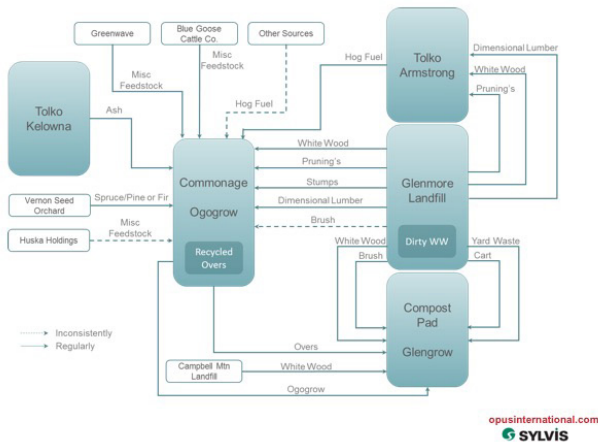 Greenwave
Blue Goose
Cattle Co.
Other Sources
Misc
Feedstock
Misc
Feedstock
Hog Fuel
Hog Fuel
Tolko
Armstrong
Dimensional Lumber
White Wood
Pruning's
Tolko
Kelowna
Ash
Commonage
Ogogrow
Recycled
Overs
White Wood
Pruning's
Stumps
Dimensional Lumber
Brush
Glenmore
Landfill
Dirty WW
Vernon Seed
Orchard
Spruce/Pine or Fir
Huska Holdings
Misc
Feedstock
White Wood
Brush
Yard Waste
Cart
Compost
Pad
Glengrow
Inconsistently
Regularly
Overs
Campbell Mtn
Landfill
White Wood
Ogogrow
opusinternational.com
SYLVIS